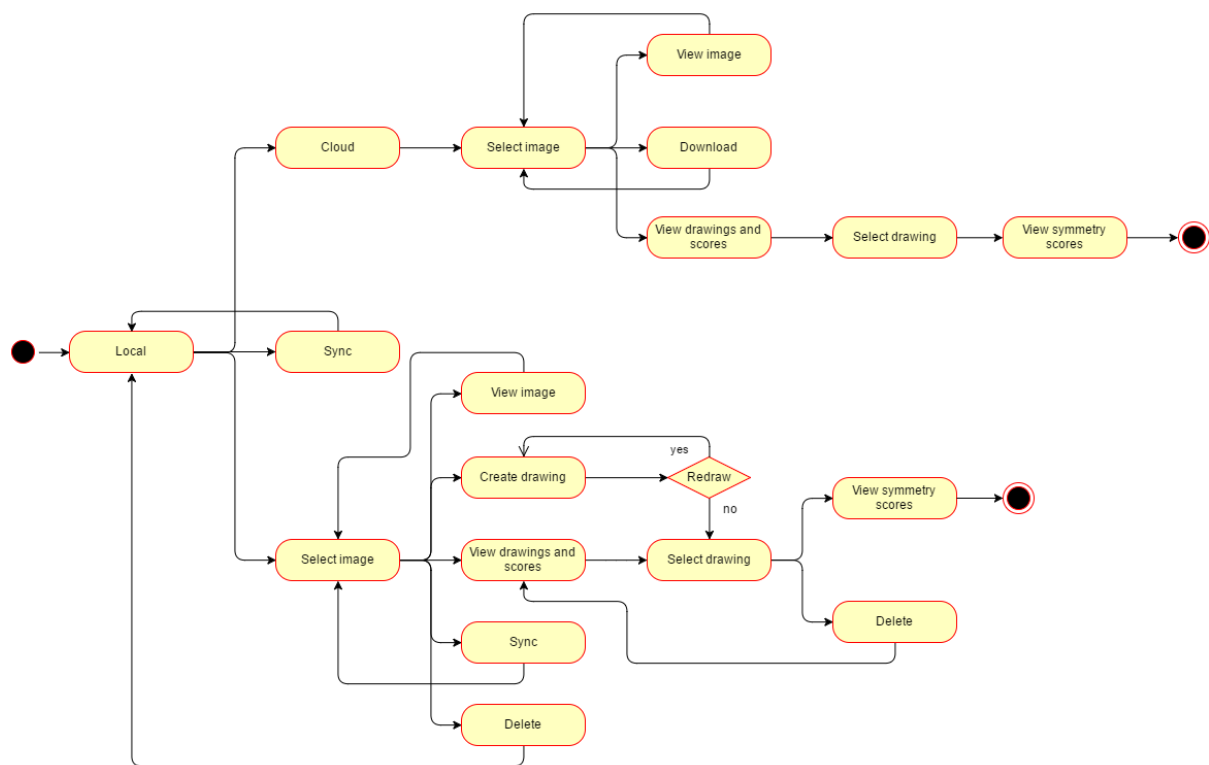 View image
Cloud
Select image
Download
View drawings and
scores
Select drawing
View symmetry
scores
Local
Sync
View image
yes
Create drawing
Redraw
View symmetry
scores
no
Select image
View drawings and
scores
Select drawing
Delete
Sync
Delete